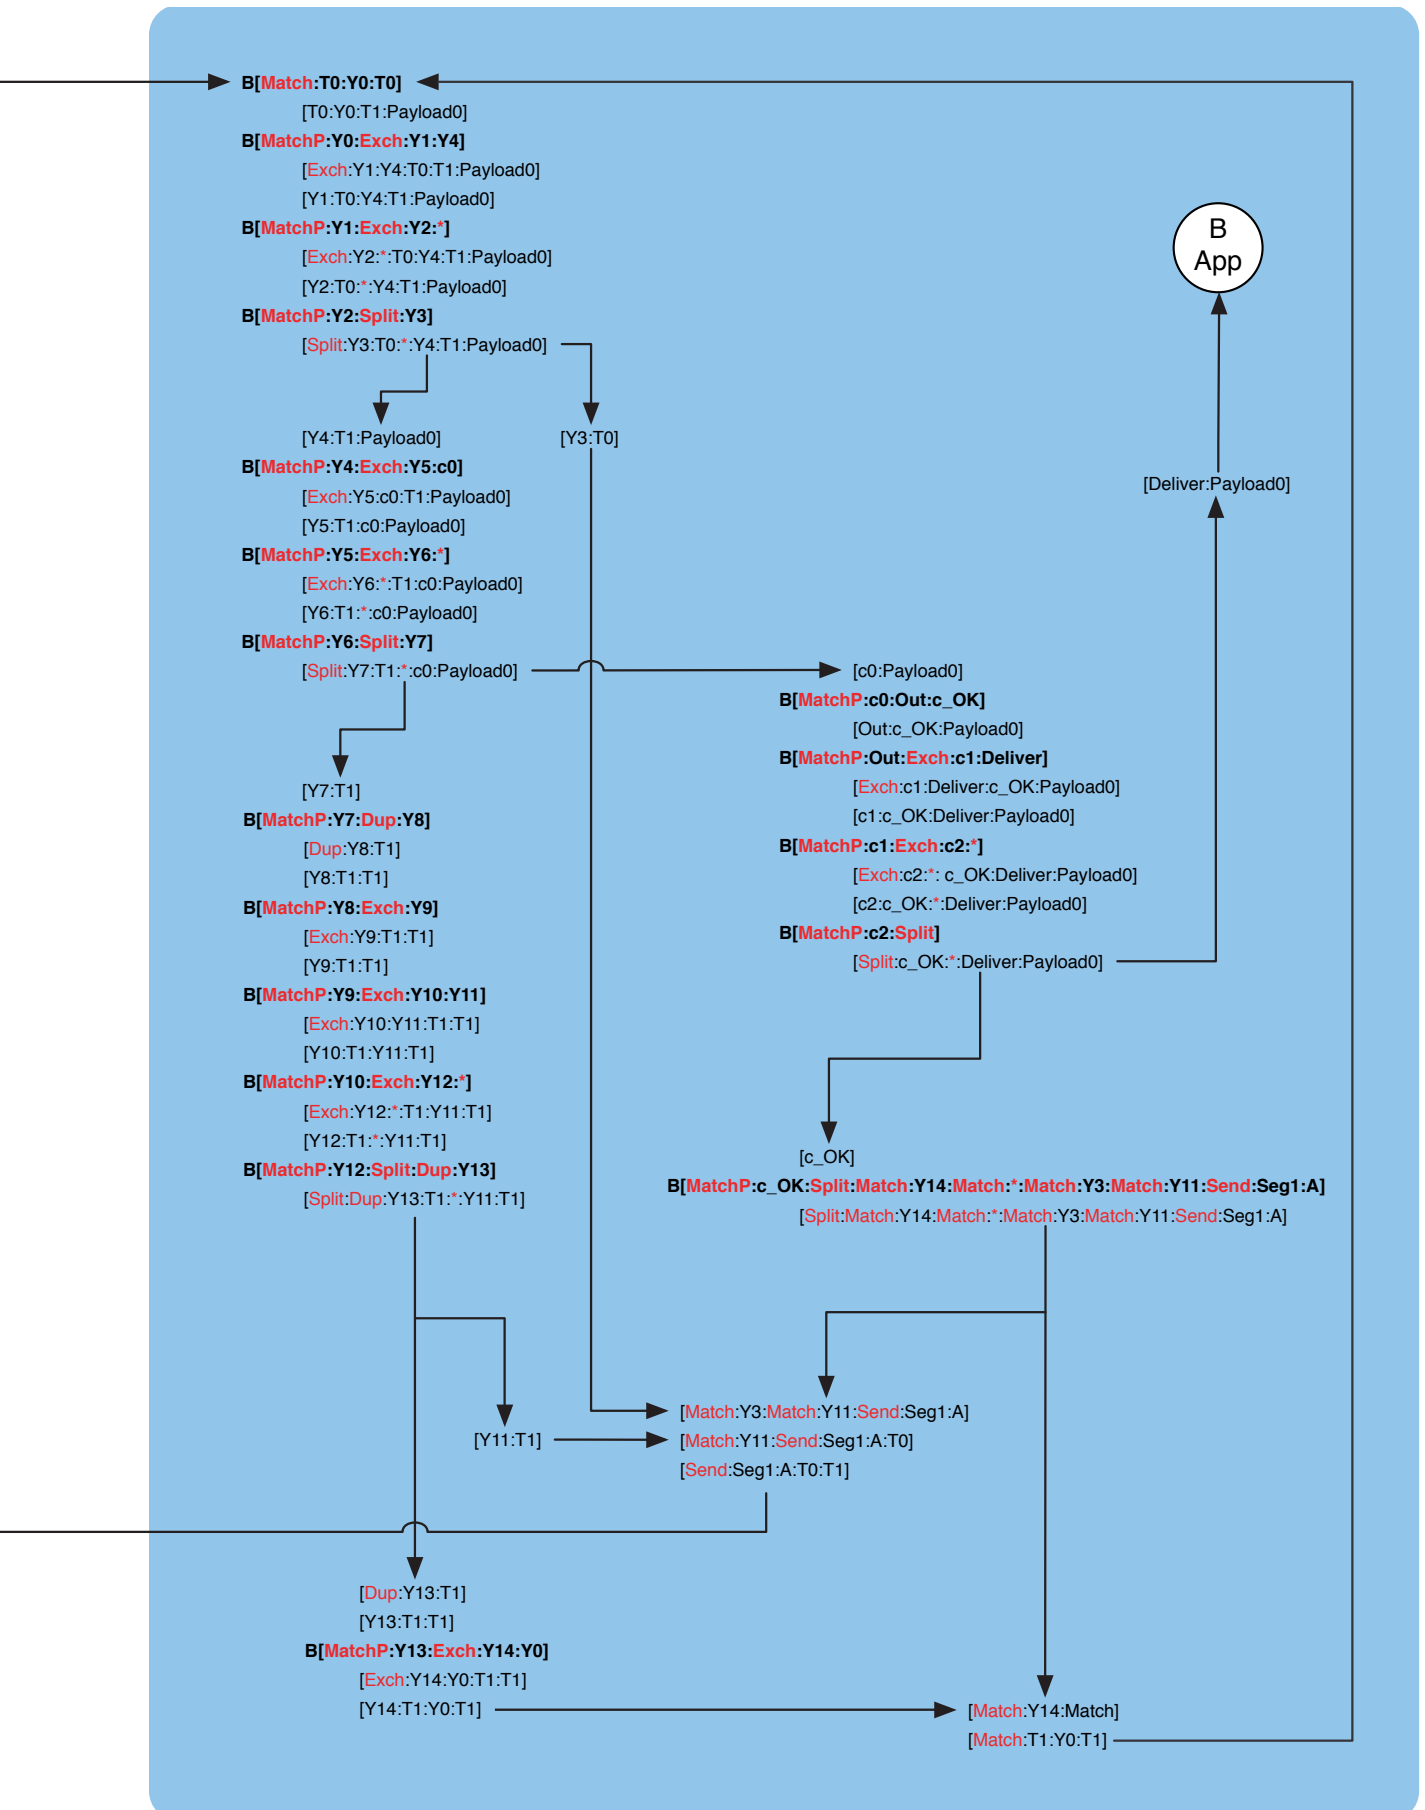 B[Match:T0:Y0:T0]
[T0:Y0:T1:Payload0]
B[MatchP:Y0:Exch:Y1:Y4]
[Exch:Y1:Y4:T0:T1:Payload0]
[Y1:T0:Y4:T1:Payload0]
B[MatchP:Y1:Exch:Y2:*]
[Exch:Y2:*:T0:Y4:T1:Payload0]
[Y2:T0:*:Y4:T1:Payload0]
B[MatchP:Y2:Split:Y3]
[Split:Y3:T0:*:Y4:T1:Payload0]
[Y4:T1:Payload0]
[Y3:T0]
B[MatchP:Y4:Exch:Y5:c0]
[Exch:Y5:c0:T1:Payload0]
[Y5:T1:c0:Payload0]
B[MatchP:Y5:Exch:Y6:*]
[Exch:Y6:*:T1:c0:Payload0]
[Y6:T1:*:c0:Payload0]
B[MatchP:Y6:Split:Y7]
[Split:Y7:T1:*:c0:Payload0]
[Y7:T1]
B[MatchP:Y7:Dup:Y8]
[Dup:Y8:T1]
[Y8:T1:T1]
B[MatchP:Y8:Exch:Y9]
[Exch:Y9:T1:T1]
[Y9:T1:T1]
B[MatchP:Y9:Exch:Y10:Y11]
[Exch:Y10:Y11:T1:T1]
[Y10:T1:Y11:T1]
B[MatchP:Y10:Exch:Y12:*]
[Exch:Y12:*:T1:Y11:T1]
[Y12:T1:*:Y11:T1]
B[MatchP:Y12:Split:Dup:Y13]
[Split:Dup:Y13:T1:*:Y11:T1]
B
App
[Deliver:Payload0]
[c0:Payload0]
B[MatchP:c0:Out:c_OK]
[Out:c_OK:Payload0]
B[MatchP:Out:Exch:c1:Deliver]
[Exch:c1:Deliver:c_OK:Payload0]
[c1:c_OK:Deliver:Payload0]
B[MatchP:c1:Exch:c2:*]
[Exch:c2:*: c_OK:Deliver:Payload0]
[c2:c_OK:*:Deliver:Payload0]
B[MatchP:c2:Split]
[Split:c_OK:*:Deliver:Payload0]
[c_OK]
B[MatchP:c_OK:Split:Match:Y14:Match:*:Match:Y3:Match:Y11:Send:Seg1:A]
[Split:Match:Y14:Match:*:Match:Y3:Match:Y11:Send:Seg1:A]
[Match:Y3:Match:Y11:Send:Seg1:A]
[Y11:T1]
[Match:Y11:Send:Seg1:A:T0]
[Send:Seg1:A:T0:T1]
[Dup:Y13:T1]
[Y13:T1:T1]
B[MatchP:Y13:Exch:Y14:Y0]
[Exch:Y14:Y0:T1:T1]
[Y14:T1:Y0:T1]
[Match:Y14:Match]
[Match:T1:Y0:T1]